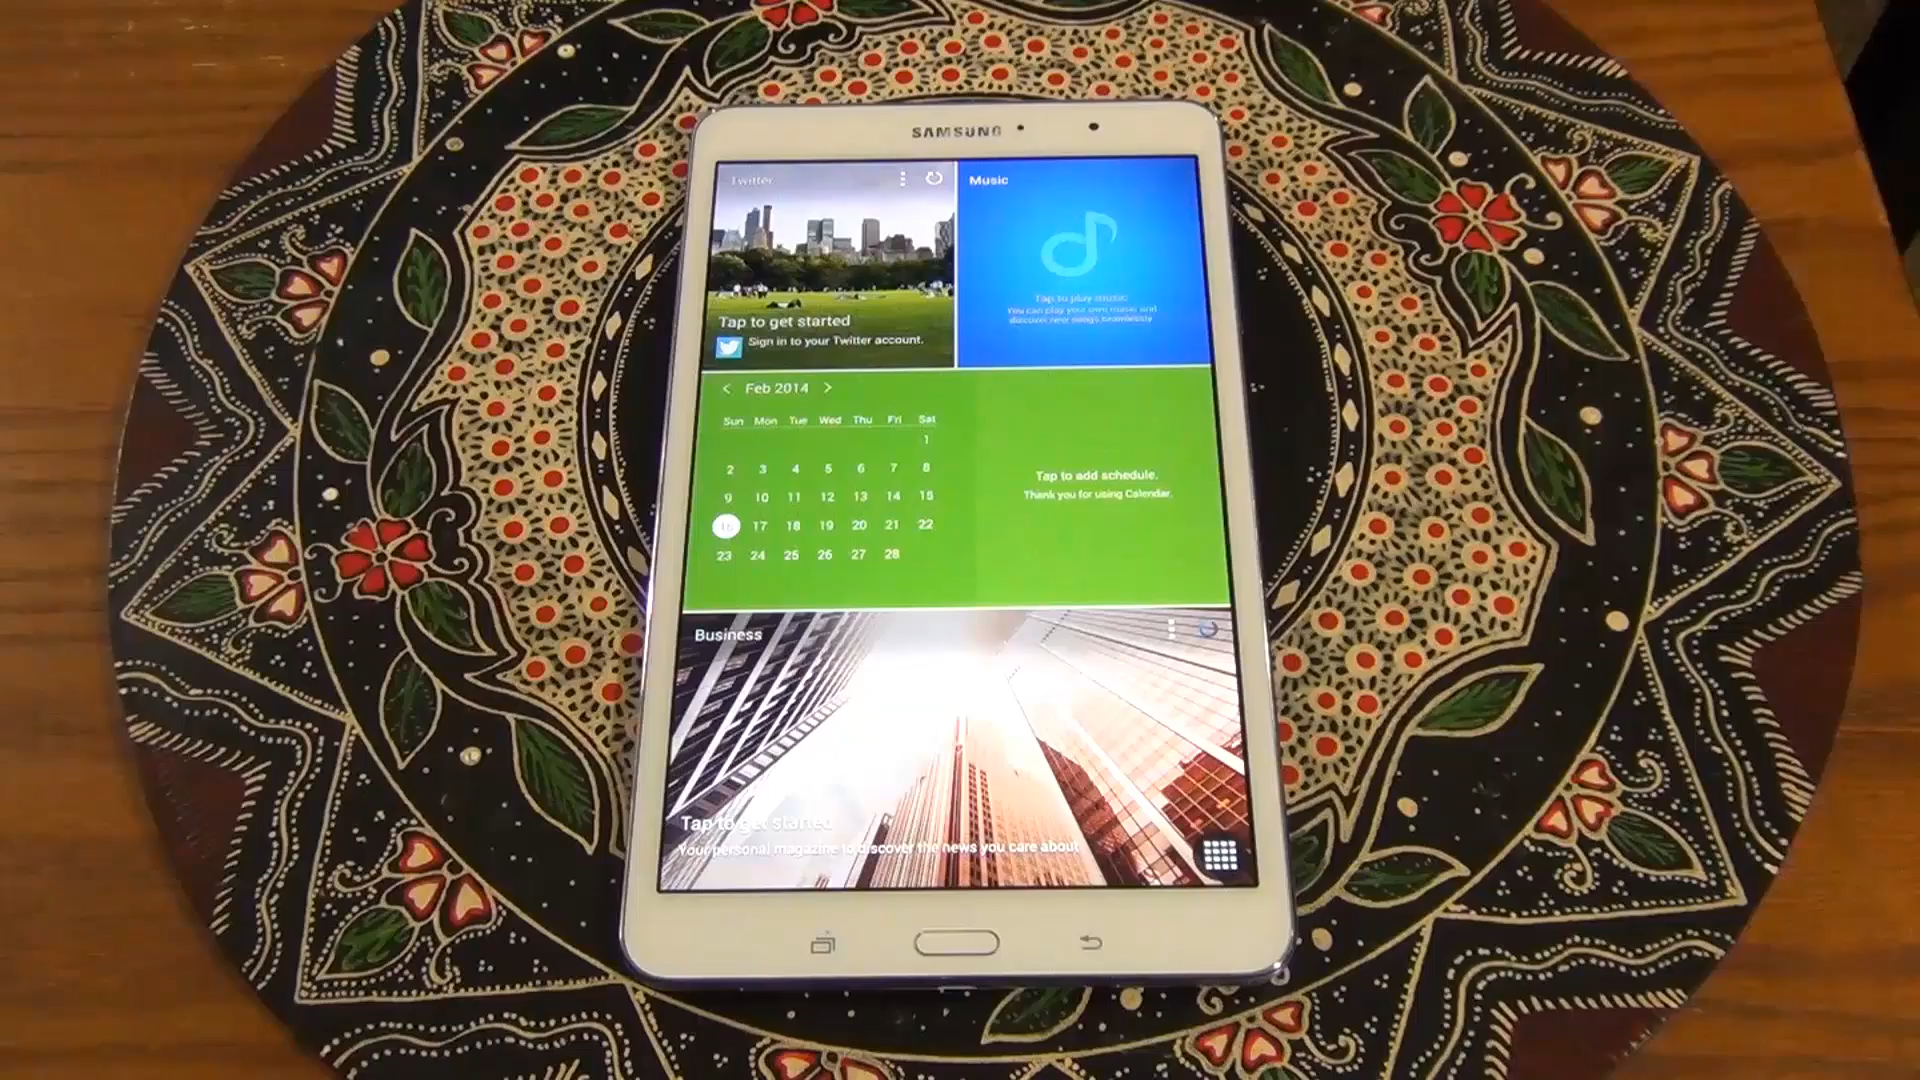 SAMSUNG
Twitter
Tap to get started
Sign in to your Twitter account.
Music
Tap to play music
You can play your own music and
discover new songs seamlessly
< Feb 2014 >
Sun Mon Tue Wed Thu Fri Sat
1
2 3 4 5 6 7 8
9 10 11 12 13 14 15
16 17 18 19 20 21 22
23 24 25 26 27 28
Tap to add schedule.
Thank you for using Calendar.
Business
Tap to get started
Your personal magazine to discover the news you care about